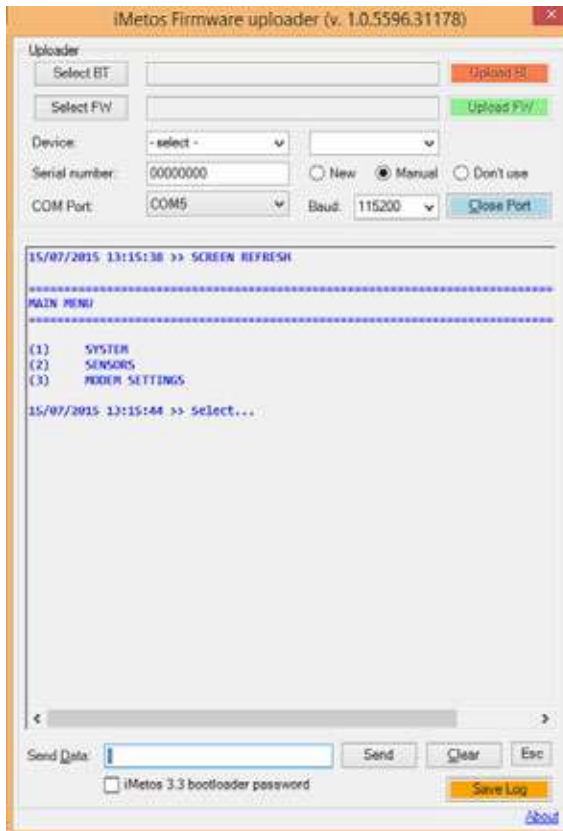 iMetos Firmware uploader (v. 1.0.5596.31178)
Uploader
Select BT
Upload BL
Select FW
Upload FW
Device:
- select -
Serial number:
00000000
New
Manual
Don't use
COM Port:
COM5
Baud:
115200
Close Port
15/07/2015 13:15:38 >> SCREEN REFRESH
MAIN MENU
(1) SYSTEM
(2) SENSORS
(3) MODEM SETTINGS
15/07/2015 13:15:44 >> Select...
Send Data:
Send
Clear
Esc
iMetos 3.3 bootloader password
Save Log
About